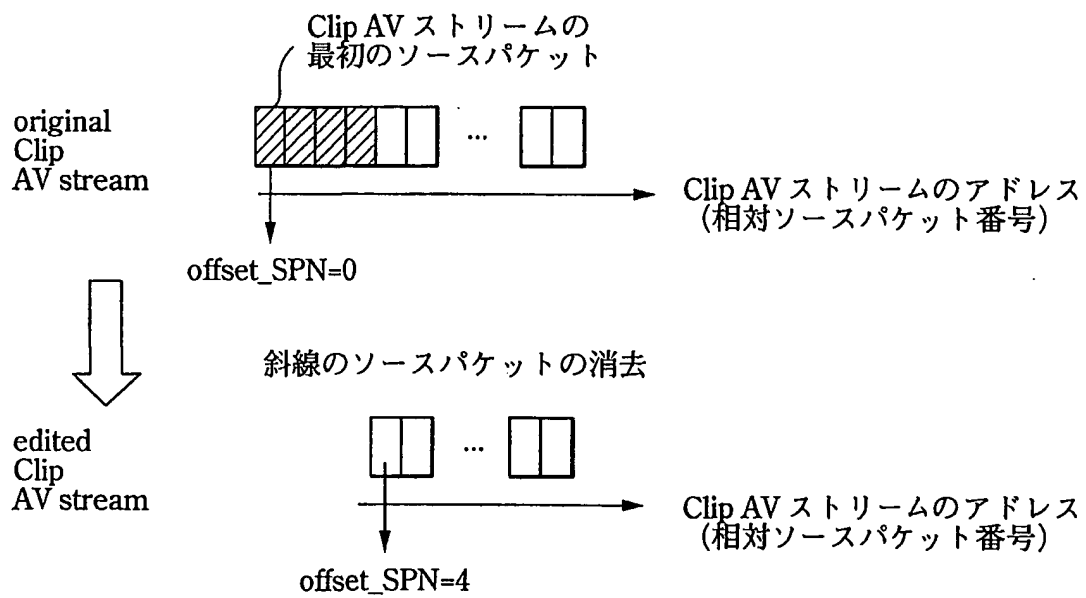 Clip AV ストリームの
最初のソースパケット
original
Clip
AV stream
...
Clip AV ストリームのアドレス
(相対ソースパケット番号)
offset_SPN=0
斜線のソースパケットの消去
edited
Clip
AV stream
...
Clip AV ストリームのアドレス
(相対ソースパケット番号)
offset_SPN=4